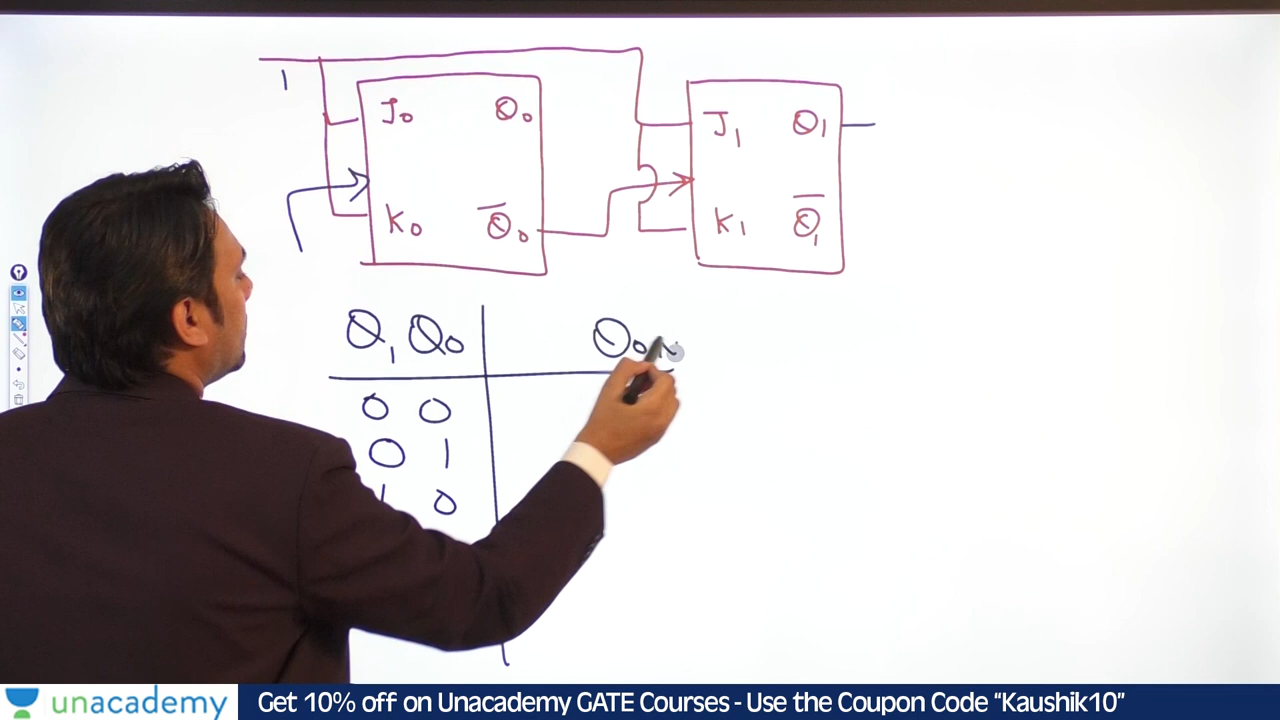 1
J₀ Q₀
K₀ Q̅₀
J₁ Q₁
K₁ Q̅₁
Q₁ Q₀ Q₀
0 0
0 1
1 0
unacademy
Get 10% off on Unacademy GATE Courses - Use the Coupon Code “Kaushik10”